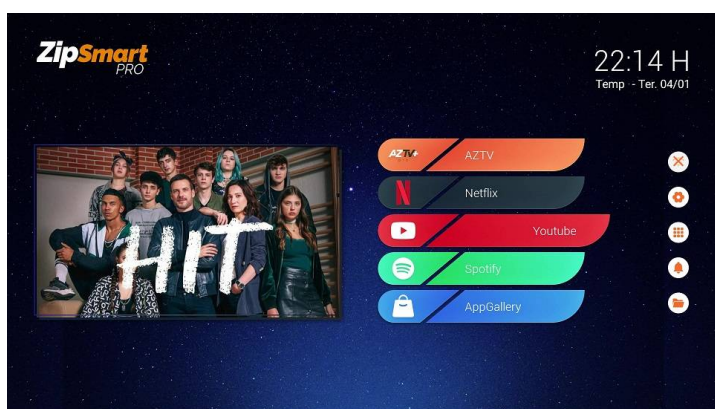 ZipSmart
PRO
22:14 H
Temp - Ter. 04/01
HIT
AZTV+
AZTV
N
Netflix
Youtube
Spotify
AppGallery